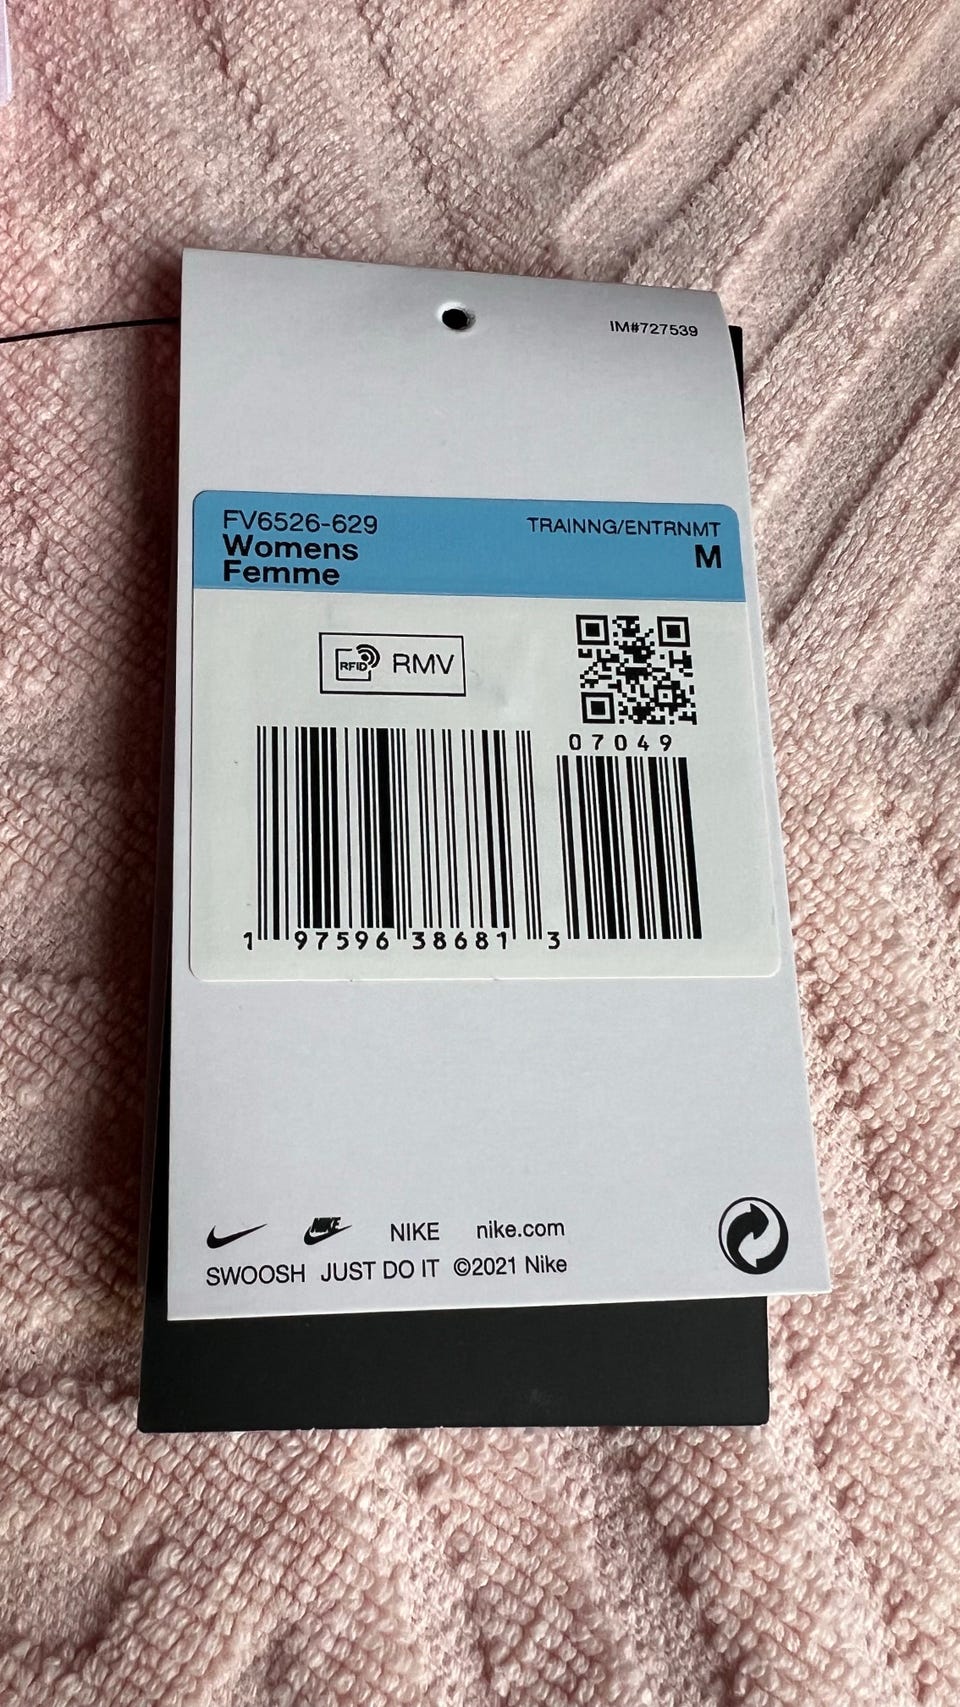 IM#727539
FV6526-629 TRAINNG/ENTRNMT
Womens M
Femme
RFID RMV
07049
1 97596 38681 3
NIKE NIKE nike.com
SWOOSH JUST DO IT ©2021 Nike